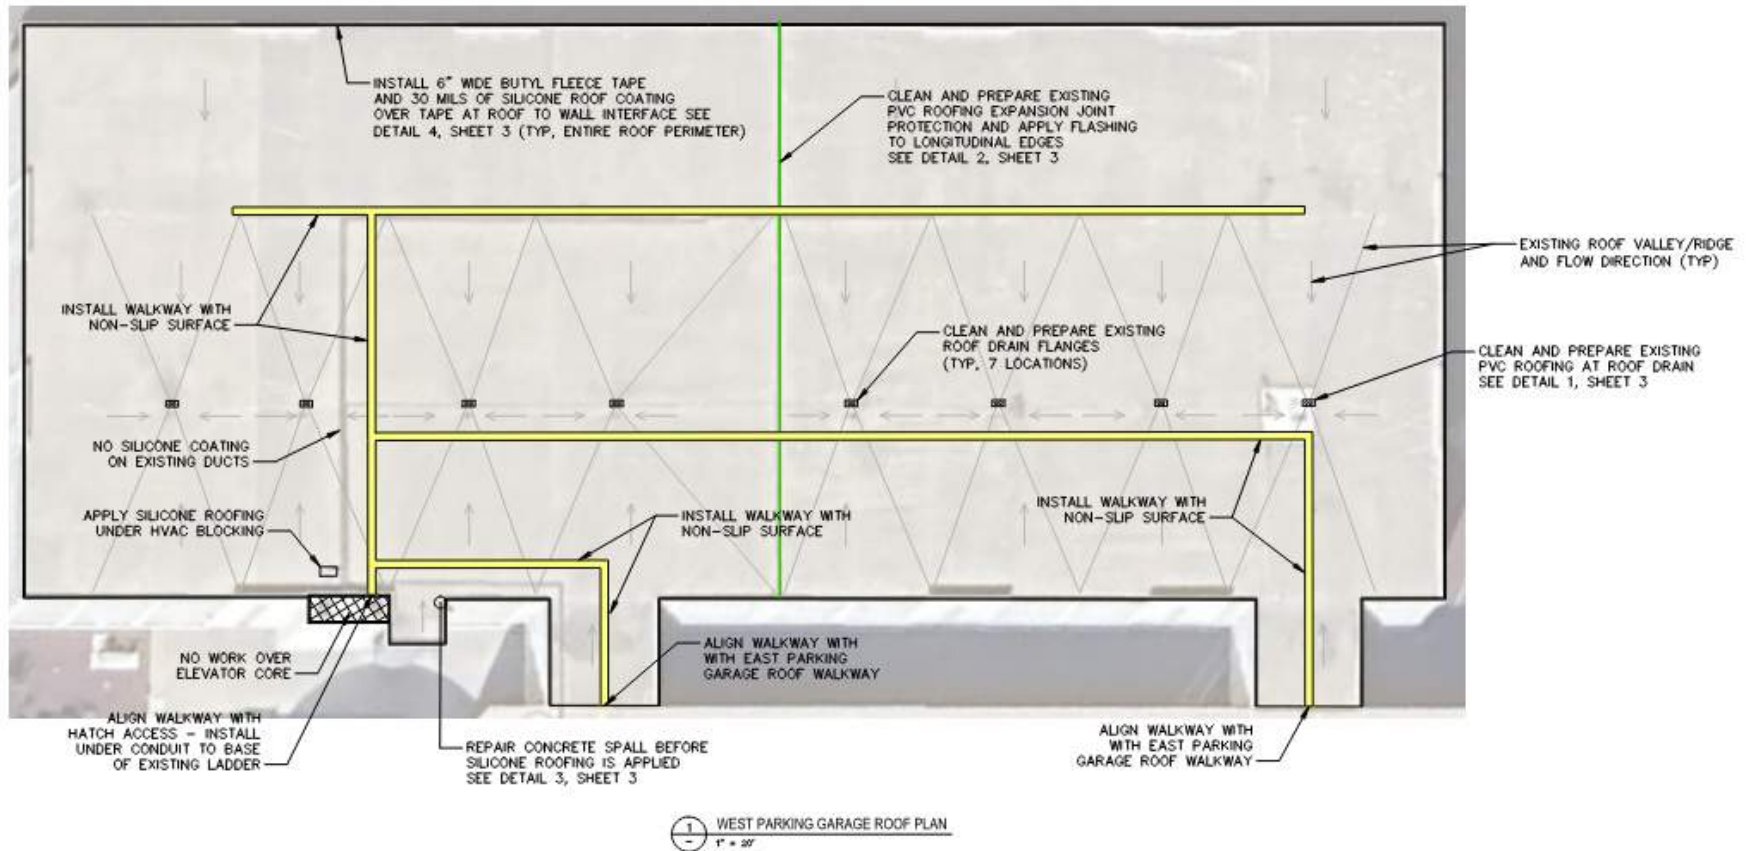 INSTALL 6" WIDE BUTYL FLEECE TAPE
AND 30 MILS OF SILICONE ROOF COATING
OVER TAPE AT ROOF TO WALL INTERFACE SEE
DETAIL 4, SHEET 3 (TYP, ENTIRE ROOF PERIMETER)
CLEAN AND PREPARE EXISTING
PVC ROOFING EXPANSION JOINT
PROTECTION AND APPLY FLASHING
TO LONGITUDINAL EDGES
SEE DETAIL 2, SHEET 3
EXISTING ROOF VALLEY/RIDGE
AND FLOW DIRECTION (TYP)
INSTALL WALKWAY WITH
NON-SLIP SURFACE
CLEAN AND PREPARE EXISTING
ROOF DRAIN FLANGES
(TYP, 7 LOCATIONS)
CLEAN AND PREPARE EXISTING
PVC ROOFING AT ROOF DRAIN
SEE DETAIL 1, SHEET 3
NO SILICONE COATING
ON EXISTING DUCTS
APPLY SILICONE ROOFING
UNDER HVAC BLOCKING
INSTALL WALKWAY WITH
NON-SLIP SURFACE
INSTALL WALKWAY WITH
NON-SLIP SURFACE
NO WORK OVER
ELEVATOR CORE
ALIGN WALKWAY WITH
WITH EAST PARKING
GARAGE ROOF WALKWAY
ALIGN WALKWAY WITH
HATCH ACCESS - INSTALL
UNDER CONDUIT TO BASE
OF EXISTING LADDER
REPAIR CONCRETE SPALL BEFORE
SILICONE ROOFING IS APPLIED
SEE DETAIL 3, SHEET 3
ALIGN WALKWAY WITH
WITH EAST PARKING
GARAGE ROOF WALKWAY
1
-
WEST PARKING GARAGE ROOF PLAN
1" = 20'